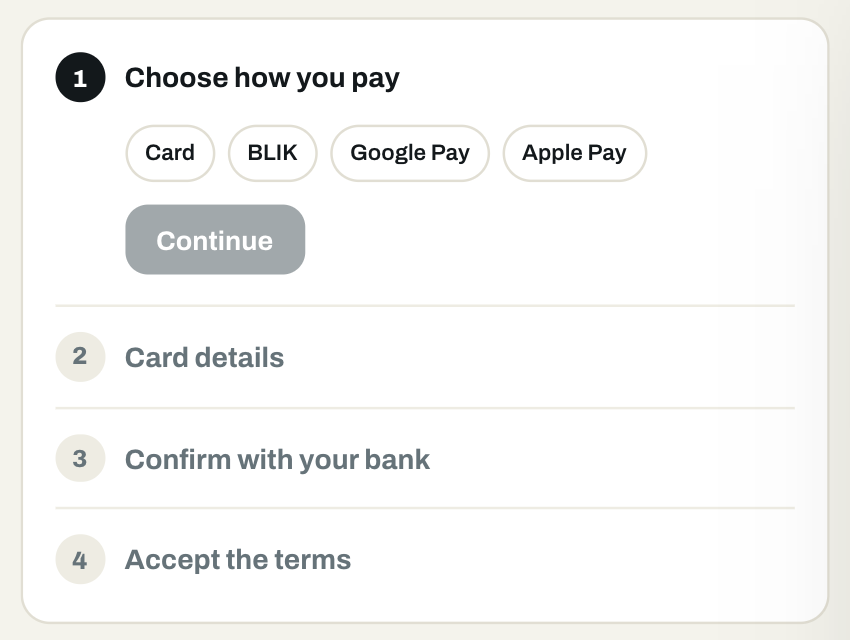 1 Choose how you pay
Card BLIK Google Pay Apple Pay
Continue
2 Card details
3 Confirm with your bank
4 Accept the terms